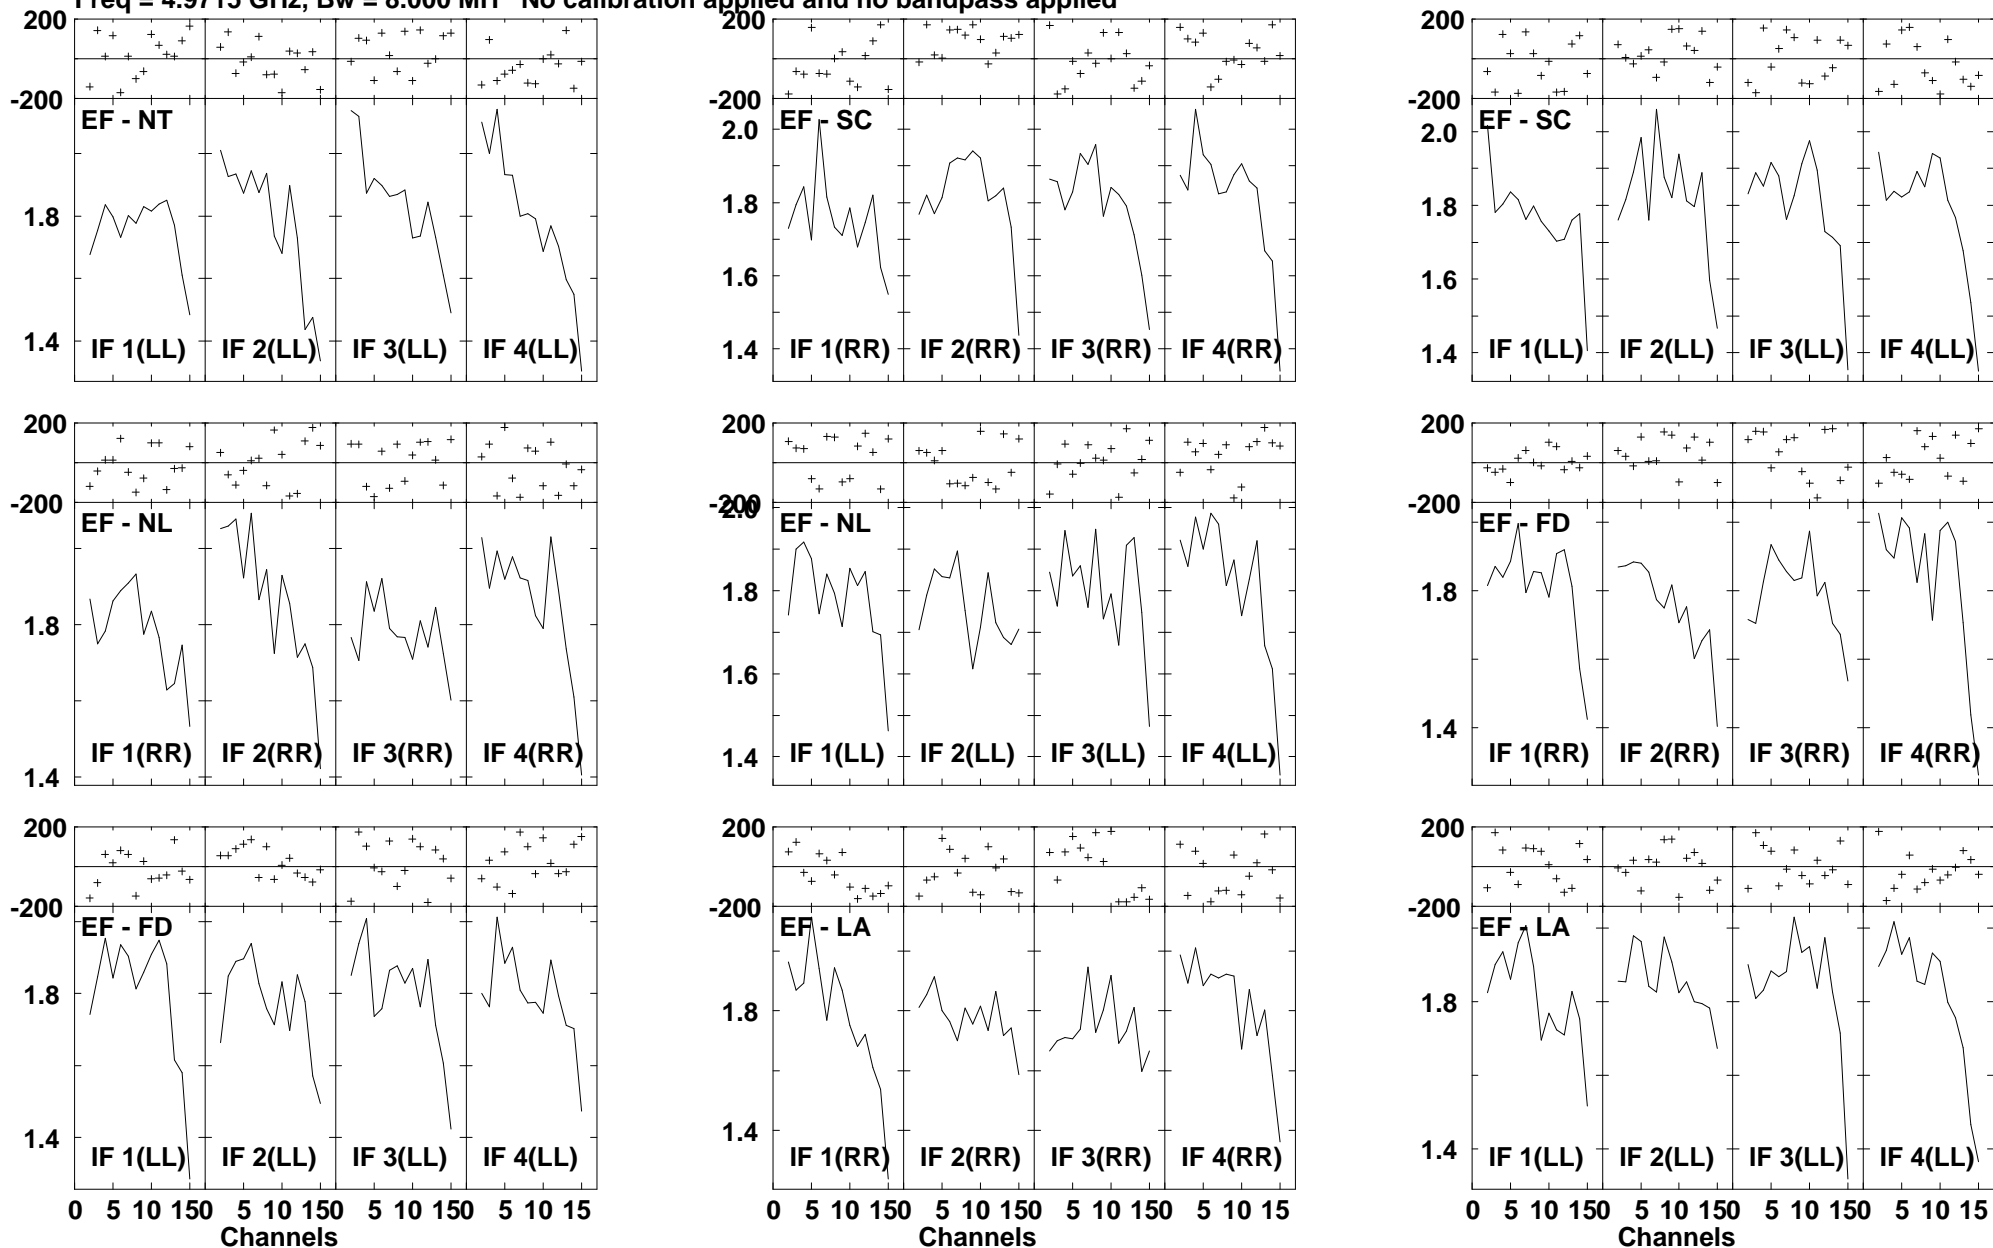 Freq = 4.9715 GHz, Bw = 8.000 MH No calibration applied and no bandpass applied
200 200 200
-200 -200 -200
EF - NT EF - SC EF - SC
2.0 2.0
1.8 1.8 1.8
1.6 1.6
1.4 1.4 1.4
IF 1(LL) IF 2(LL) IF 3(LL) IF 4(LL) IF 1(RR) IF 2(RR) IF 3(RR) IF 4(RR) IF 1(LL) IF 2(LL) IF 3(LL) IF 4(LL)
200 200 200
-200 -200 -200
2.0
EF - NL EF - NL EF - FD
1.8 1.8 1.8
1.6
1.4 1.4 1.4
IF 1(RR) IF 2(RR) IF 3(RR) IF 4(RR) IF 1(LL) IF 2(LL) IF 3(LL) IF 4(LL) IF 1(RR) IF 2(RR) IF 3(RR) IF 4(RR)
200 200 200
-200 -200 -200
EF - FD EF - LA EF - LA
1.8 1.8 1.8
1.4 1.4 1.4
IF 1(LL) IF 2(LL) IF 3(LL) IF 4(LL) IF 1(RR) IF 2(RR) IF 3(RR) IF 4(RR) IF 1(LL) IF 2(LL) IF 3(LL) IF 4(LL)
0 5 10 150 5 10 150 5 10 150 5 10 15 0 5 10 150 5 10 150 5 10 150 5 10 15 0 5 10 150 5 10 150 5 10 150 5 10 15
Channels Channels Channels